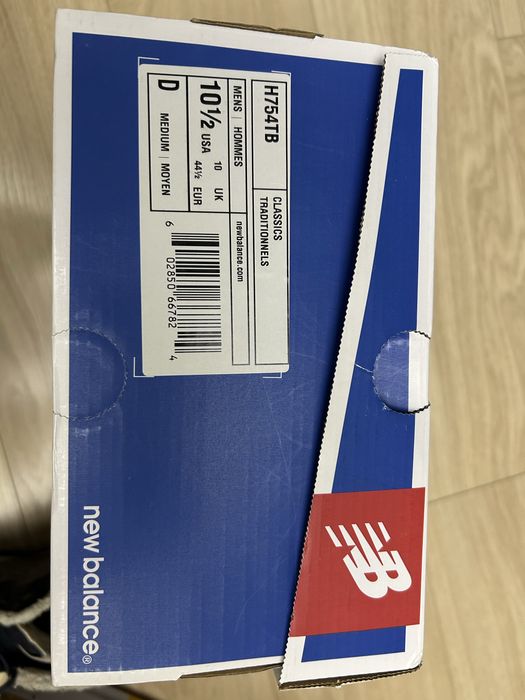 H754TB
CLASSICS
TRADITIONNELS
MENS | HOMMES
newbalance.com
10½ USA
10 UK
44½ EUR
D
MEDIUM | MOYEN
6 02850 66782 4
NB
new balance®